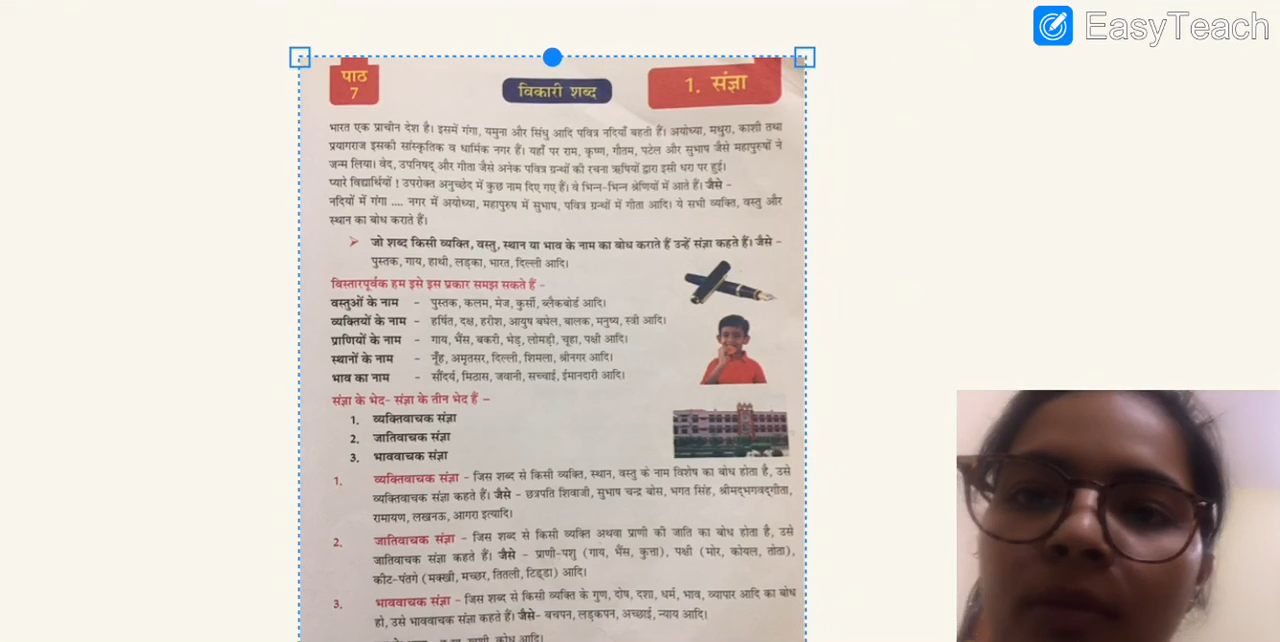 EasyTeach
पाठ
7
विकारी शब्द
1. संज्ञा
भारत एक प्राचीन देश है। इसमें गंगा, यमुना और सिंधु आदि पवित्र नदियाँ बहती हैं। अयोध्या, मथुरा, काशी तथा
प्रयागराज इसकी सांस्कृतिक व धार्मिक नगर हैं। यहाँ पर राम, कृष्ण, गौतम, पटेल और सुभाष जैसे महापुरुषों ने
जन्म लिया। वेद, उपनिषद् और गीता जैसे अनेक पवित्र ग्रन्थों की रचना ऋषियों द्वारा इसी धरा पर हुई।
प्यारे विद्यार्थियों ! उपरोक्त अनुच्छेद में कुछ नाम दिए गए हैं। वे भिन्न-भिन्न श्रेणियों में आते हैं। जैसे -
नदियों में गंगा .... नगर में अयोध्या, महापुरुष में सुभाष, पवित्र ग्रन्थों में गीता आदि। ये सभी व्यक्ति, वस्तु और
स्थान का बोध कराते हैं।
➢ जो शब्द किसी व्यक्ति, वस्तु, स्थान या भाव के नाम का बोध कराते हैं उन्हें संज्ञा कहते हैं। जैसे -
पुस्तक, गाय, हाथी, लड़का, भारत, दिल्ली आदि।
विस्तारपूर्वक हम इसे इस प्रकार समझ सकते हैं -
वस्तुओं के नाम - पुस्तक, कलम, मेज, कुर्सी, ब्लैकबोर्ड आदि।
व्यक्तियों के नाम - हर्षित, दक्ष, हरीश, आयुष बघेल, बालक, मनुष्य, स्त्री आदि।
प्राणियों के नाम - गाय, भैंस, बकरी, भेड़, लोमड़ी, चूहा, पक्षी आदि।
स्थानों के नाम - नूँह, अमृतसर, दिल्ली, शिमला, श्रीनगर आदि।
भाव का नाम - सौंदर्य, मिठास, जवानी, सच्चाई, ईमानदारी आदि।
संज्ञा के भेद- संज्ञा के तीन भेद हैं –
1. व्यक्तिवाचक संज्ञा
2. जातिवाचक संज्ञा
3. भाववाचक संज्ञा
1. व्यक्तिवाचक संज्ञा - जिस शब्द से किसी व्यक्ति, स्थान, वस्तु के नाम विशेष का बोध होता है, उसे
व्यक्तिवाचक संज्ञा कहते हैं। जैसे - छत्रपति शिवाजी, सुभाष चन्द्र बोस, भगत सिंह, श्रीमद्भगवद्गीता,
रामायण, लखनऊ, आगरा इत्यादि।
2. जातिवाचक संज्ञा - जिस शब्द से किसी व्यक्ति अथवा प्राणी की जाति का बोध होता है, उसे
जातिवाचक संज्ञा कहते हैं। जैसे - प्राणी-पशु (गाय, भैंस, कुत्ता), पक्षी (मोर, कोयल, तोता),
कीट-पंतगे (मक्खी, मच्छर, तितली, टिड्डा) आदि।
3. भाववाचक संज्ञा - जिस शब्द से किसी व्यक्ति के गुण, दोष, दशा, धर्म, भाव, व्यापार आदि का बोध
हो, उसे भाववाचक संज्ञा कहते हैं। जैसे- बचपन, लड़कपन, अच्छाई, न्याय आदि।
क्रोध आदि।